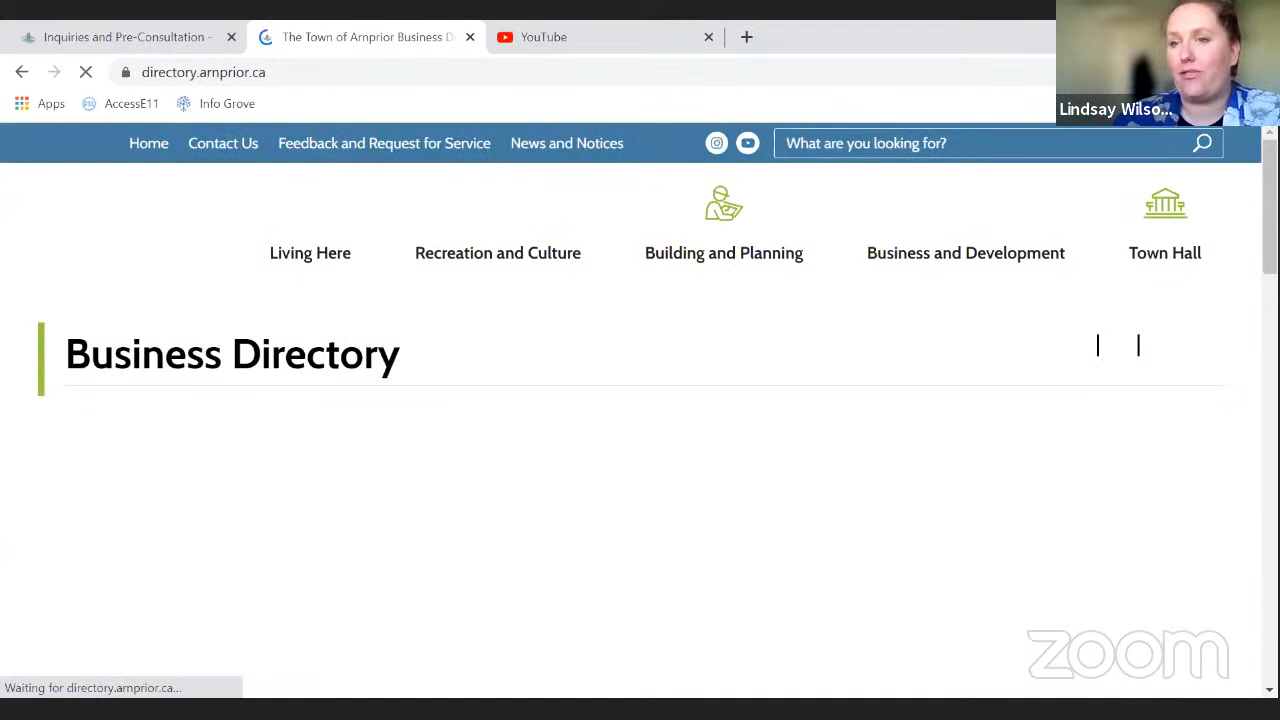 Inquiries and Pre-Consultation -
The Town of Arnprior Business D
YouTube
directory.arnprior.ca
Apps
AccessE11
Info Grove
Lindsay Wilso...
Home
Contact Us
Feedback and Request for Service
News and Notices
What are you looking for?
Living Here
Recreation and Culture
Building and Planning
Business and Development
Town Hall
Business Directory
zoom
Waiting for directory.arnprior.ca...